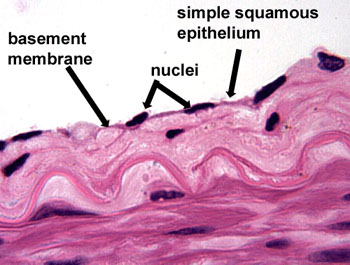 simple squamous
epithelium
basement
membrane
nuclei